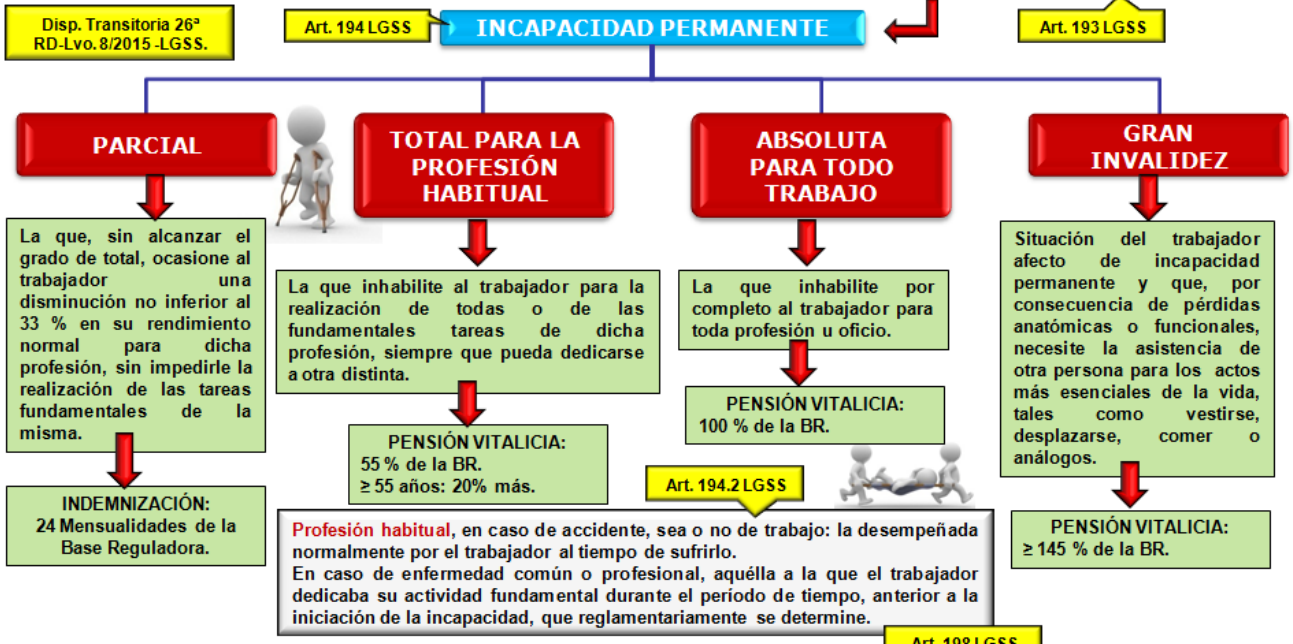 Disp. Transitoria 26ª
RD-Lvo. 8/2015 -LGSS.
Art. 194 LGSS
INCAPACIDAD PERMANENTE
Art. 193 LGSS
PARCIAL
La que, sin alcanzar el
grado de total, ocasione al
trabajador una
disminución no inferior al
33 % en su rendimiento
normal para dicha
profesión, sin impedirle la
realización de las tareas
fundamentales de la
misma.
INDEMNIZACIÓN:
24 Mensualidades de la
Base Reguladora.
TOTAL PARA LA
PROFESIÓN
HABITUAL
La que inhabilite al trabajador para la
realización de todas o de las
fundamentales tareas de dicha
profesión, siempre que pueda dedicarse
a otra distinta.
PENSIÓN VITALICIA:
55 % de la BR.
≥ 55 años: 20% más.
ABSOLUTA
PARA TODO
TRABAJO
La que inhabilite por
completo al trabajador para
toda profesión u oficio.
PENSIÓN VITALICIA:
100 % de la BR.
GRAN
INVALIDEZ
Situación del trabajador
afecto de incapacidad
permanente y que, por
consecuencia de pérdidas
anatómicas o funcionales,
necesite la asistencia de
otra persona para los actos
más esenciales de la vida,
tales como vestirse,
desplazarse, comer o
análogos.
PENSIÓN VITALICIA:
≥ 145 % de la BR.
Art. 194.2 LGSS
Profesión habitual, en caso de accidente, sea o no de trabajo: la desempeñada
normalmente por el trabajador al tiempo de sufrirlo.
En caso de enfermedad común o profesional, aquélla a la que el trabajador
dedicaba su actividad fundamental durante el período de tiempo, anterior a la
iniciación de la incapacidad, que reglamentariamente se determine.
Art. 198 LGSS